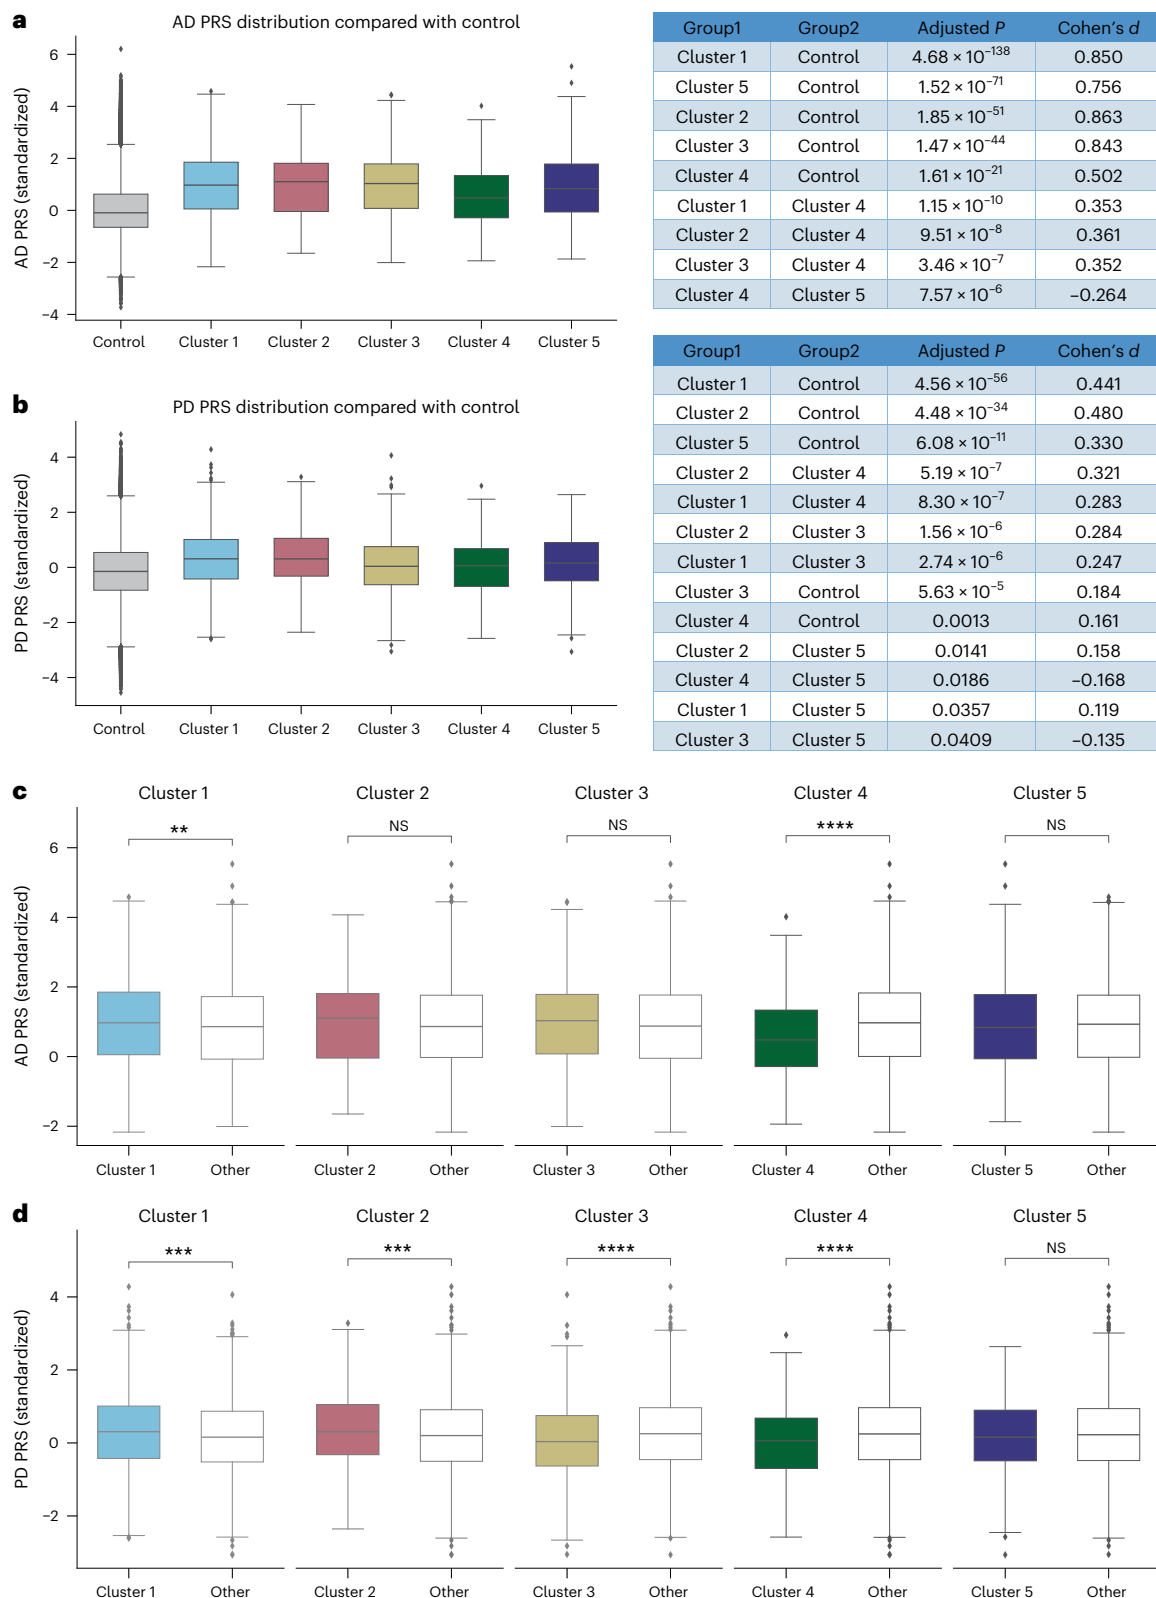 a
AD PRS distribution compared with control
AD PRS (standardized)
6
4
2
0
−2
−4
Control Cluster 1 Cluster 2 Cluster 3 Cluster 4 Cluster 5
Group1 Group2 Adjusted P Cohen's d
Cluster 1 Control 4.68 × 10−138 0.850
Cluster 5 Control 1.52 × 10−71 0.756
Cluster 2 Control 1.85 × 10−51 0.863
Cluster 3 Control 1.47 × 10−44 0.843
Cluster 4 Control 1.61 × 10−21 0.502
Cluster 1 Cluster 4 1.15 × 10−10 0.353
Cluster 2 Cluster 4 9.51 × 10−8 0.361
Cluster 3 Cluster 4 3.46 × 10−7 0.352
Cluster 4 Cluster 5 7.57 × 10−6 −0.264
b
PD PRS distribution compared with control
PD PRS (standardized)
4
2
0
−2
−4
Control Cluster 1 Cluster 2 Cluster 3 Cluster 4 Cluster 5
Group1 Group2 Adjusted P Cohen's d
Cluster 1 Control 4.56 × 10−56 0.441
Cluster 2 Control 4.48 × 10−34 0.480
Cluster 5 Control 6.08 × 10−11 0.330
Cluster 2 Cluster 4 5.19 × 10−7 0.321
Cluster 1 Cluster 4 8.30 × 10−7 0.283
Cluster 2 Cluster 3 1.56 × 10−6 0.284
Cluster 1 Cluster 3 2.74 × 10−6 0.247
Cluster 3 Control 5.63 × 10−5 0.184
Cluster 4 Control 0.0013 0.161
Cluster 2 Cluster 5 0.0141 0.158
Cluster 4 Cluster 5 0.0186 −0.168
Cluster 1 Cluster 5 0.0357 0.119
Cluster 3 Cluster 5 0.0409 −0.135
c
Cluster 1 Cluster 2 Cluster 3 Cluster 4 Cluster 5
** NS NS **** NS
AD PRS (standardized)
6
4
2
0
−2
Cluster 1 Other Cluster 2 Other Cluster 3 Other Cluster 4 Other Cluster 5 Other
d
Cluster 1 Cluster 2 Cluster 3 Cluster 4 Cluster 5
*** *** **** **** NS
PD PRS (standardized)
4
2
0
−2
Cluster 1 Other Cluster 2 Other Cluster 3 Other Cluster 4 Other Cluster 5 Other